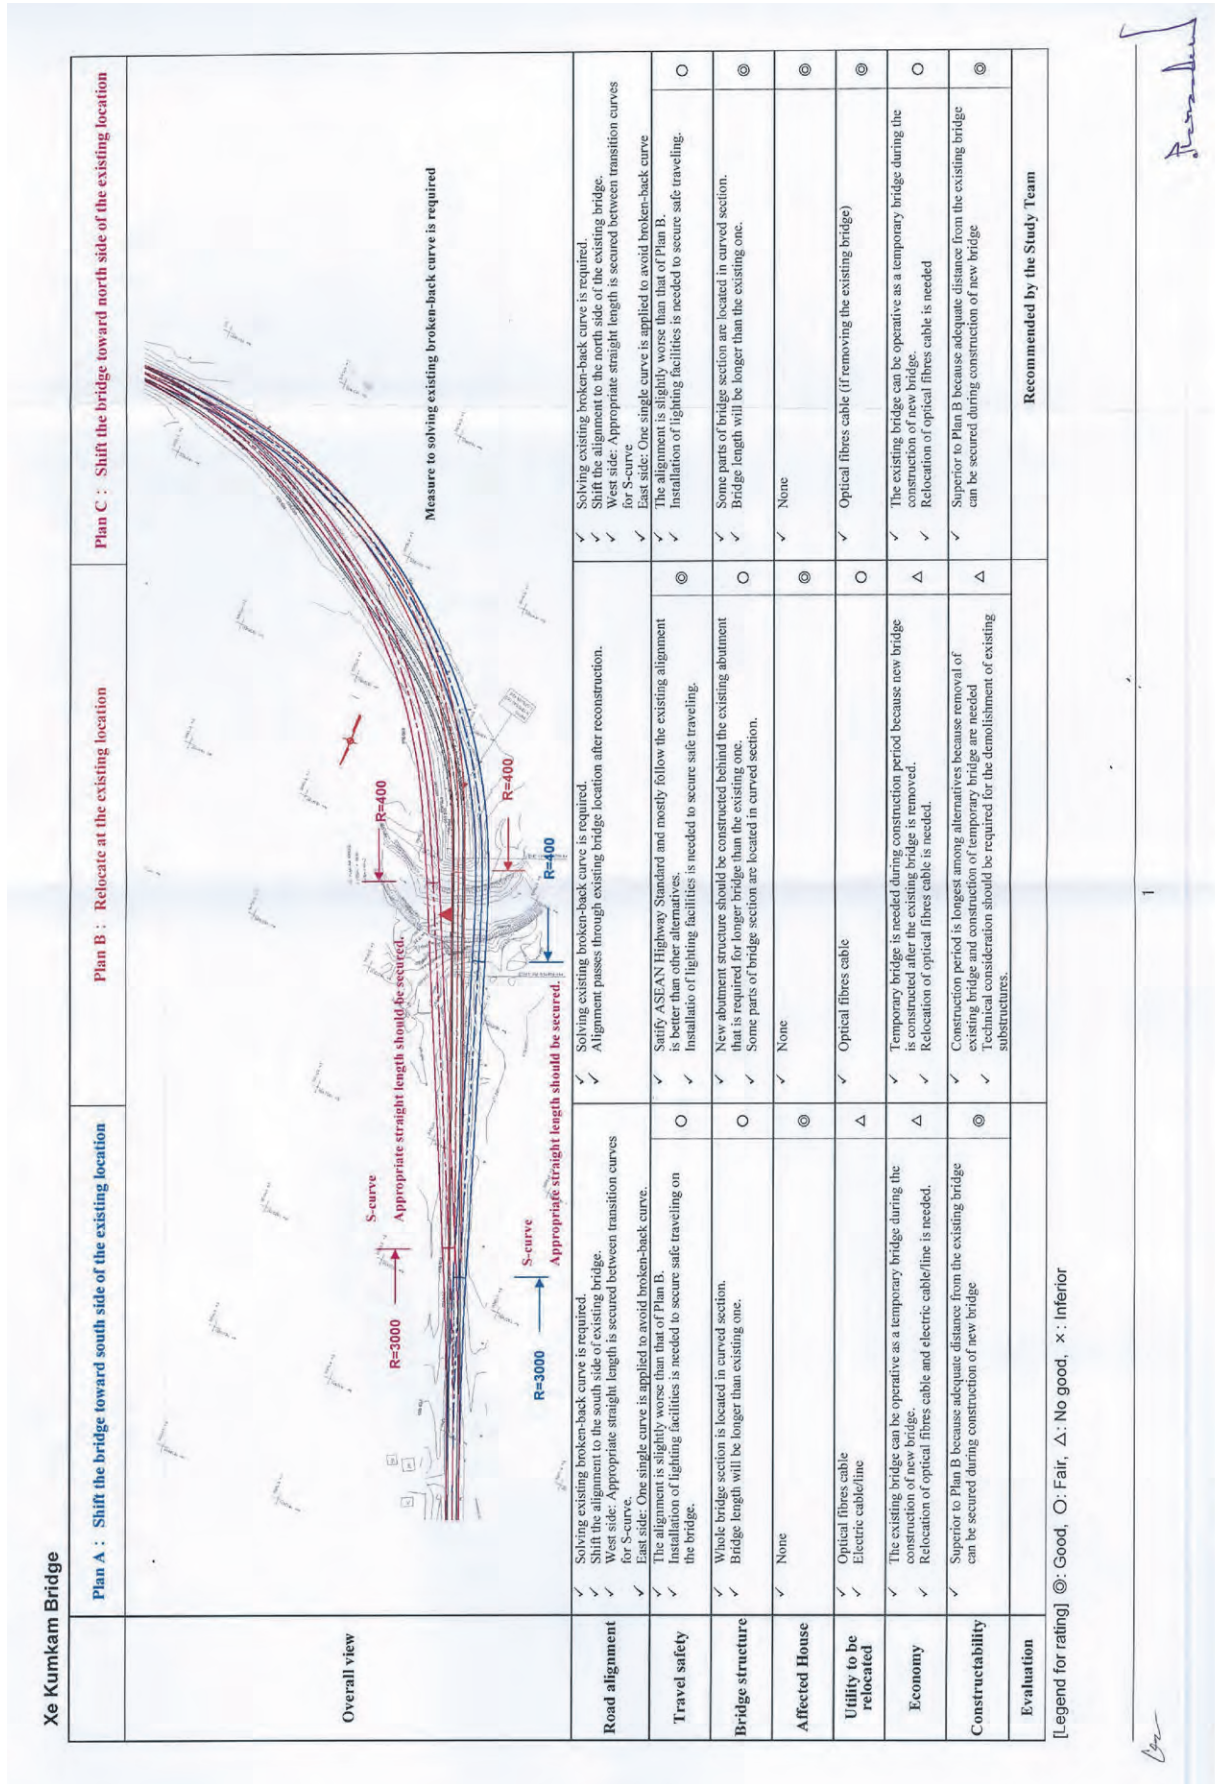 Xe Kumkam Bridge
Plan A : Shift the bridge toward south side of the existing location
Plan B : Relocate at the existing location
Plan C : Shift the bridge toward north side of the existing location
Overall view
R=3000
S-curve
Appropriate straight length should be secured.
R=400
R=400
R=3000
S-curve
Appropriate straight length should be secured.
R=400
Measure to solving existing broken-back curve is required
Road alignment
✓ Solving existing broken-back curve is required.
✓ Shift the alignment to the south side of existing bridge.
✓ West side: Appropriate straight length is secured between transition curves
for S-curve.
✓ East side: One single curve is applied to avoid broken-back curve.
✓ Solving existing broken-back curve is required.
✓ Alignment passes through existing bridge location after reconstruction.
✓ Solving existing broken-back curve is required.
✓ Shift the alignment to the north side of the existing bridge.
✓ West side: Appropriate straight length is secured between transition curves
for S-curve
✓ East side: One single curve is applied to avoid broken-back curve
Travel safety
✓ The alignment is slightly worse than that of Plan B.
✓ Installation of lighting facilities is needed to secure safe traveling on
the bridge.
○
✓ Satify ASEAN Highway Standard and mostly follow the existing alignment
is better than other alternatives.
✓ Installatio of lighting facilities is needed to secure safe traveling.
◎
✓ The alignment is slightly worse than that of Plan B.
✓ Installation of lighting facilities is needed to secure safe traveling.
○
Bridge structure
✓ Whole bridge section is located in curved section.
✓ Bridge length will be longer than existing one.
○
✓ New abutment structure should be constructed behind the existing abutment
that is required for longer bridge than the existing one.
✓ Some parts of bridge section are located in curved section.
○
✓ Some parts of bridge section are located in curved section.
✓ Bridge length will be longer than the existing one.
◎
Affected House
✓ None
◎
✓ None
◎
✓ None
◎
Utility to be
relocated
✓ Optical fibres cable
✓ Electric cable/line
△
✓ Optical fibres cable
○
✓ Optical fibres cable (if removing the existing bridge)
◎
Economy
✓ The existing bridge can be operative as a temporary bridge during the
construction of new bridge.
✓ Relocation of optical fibres cable and electric cable/line is needed.
△
✓ Temporary bridge is needed during construction period because new bridge
is constructed after the existing bridge is removed.
✓ Relocation of optical fibres cable is needed.
△
✓ The existing bridge can be operative as a temporary bridge during the
construction of new bridge.
✓ Relocation of optical fibres cable is needed
○
Constructability
✓ Superior to Plan B because adequate distance from the existing bridge
can be secured during construction of new bridge
◎
✓ Construction period is longest among alternatives because removal of
existing bridge and construction of temporary bridge are needed
✓ Technical consideration should be required for the demolishment of existing
substructures.
△
✓ Superior to Plan B because adequate distance from the existing bridge
can be secured during construction of new bridge
◎
Evaluation
Recommended by the Study Team
[Legend for rating] ◎: Good, ○: Fair, △: No good, ×: Inferior
1